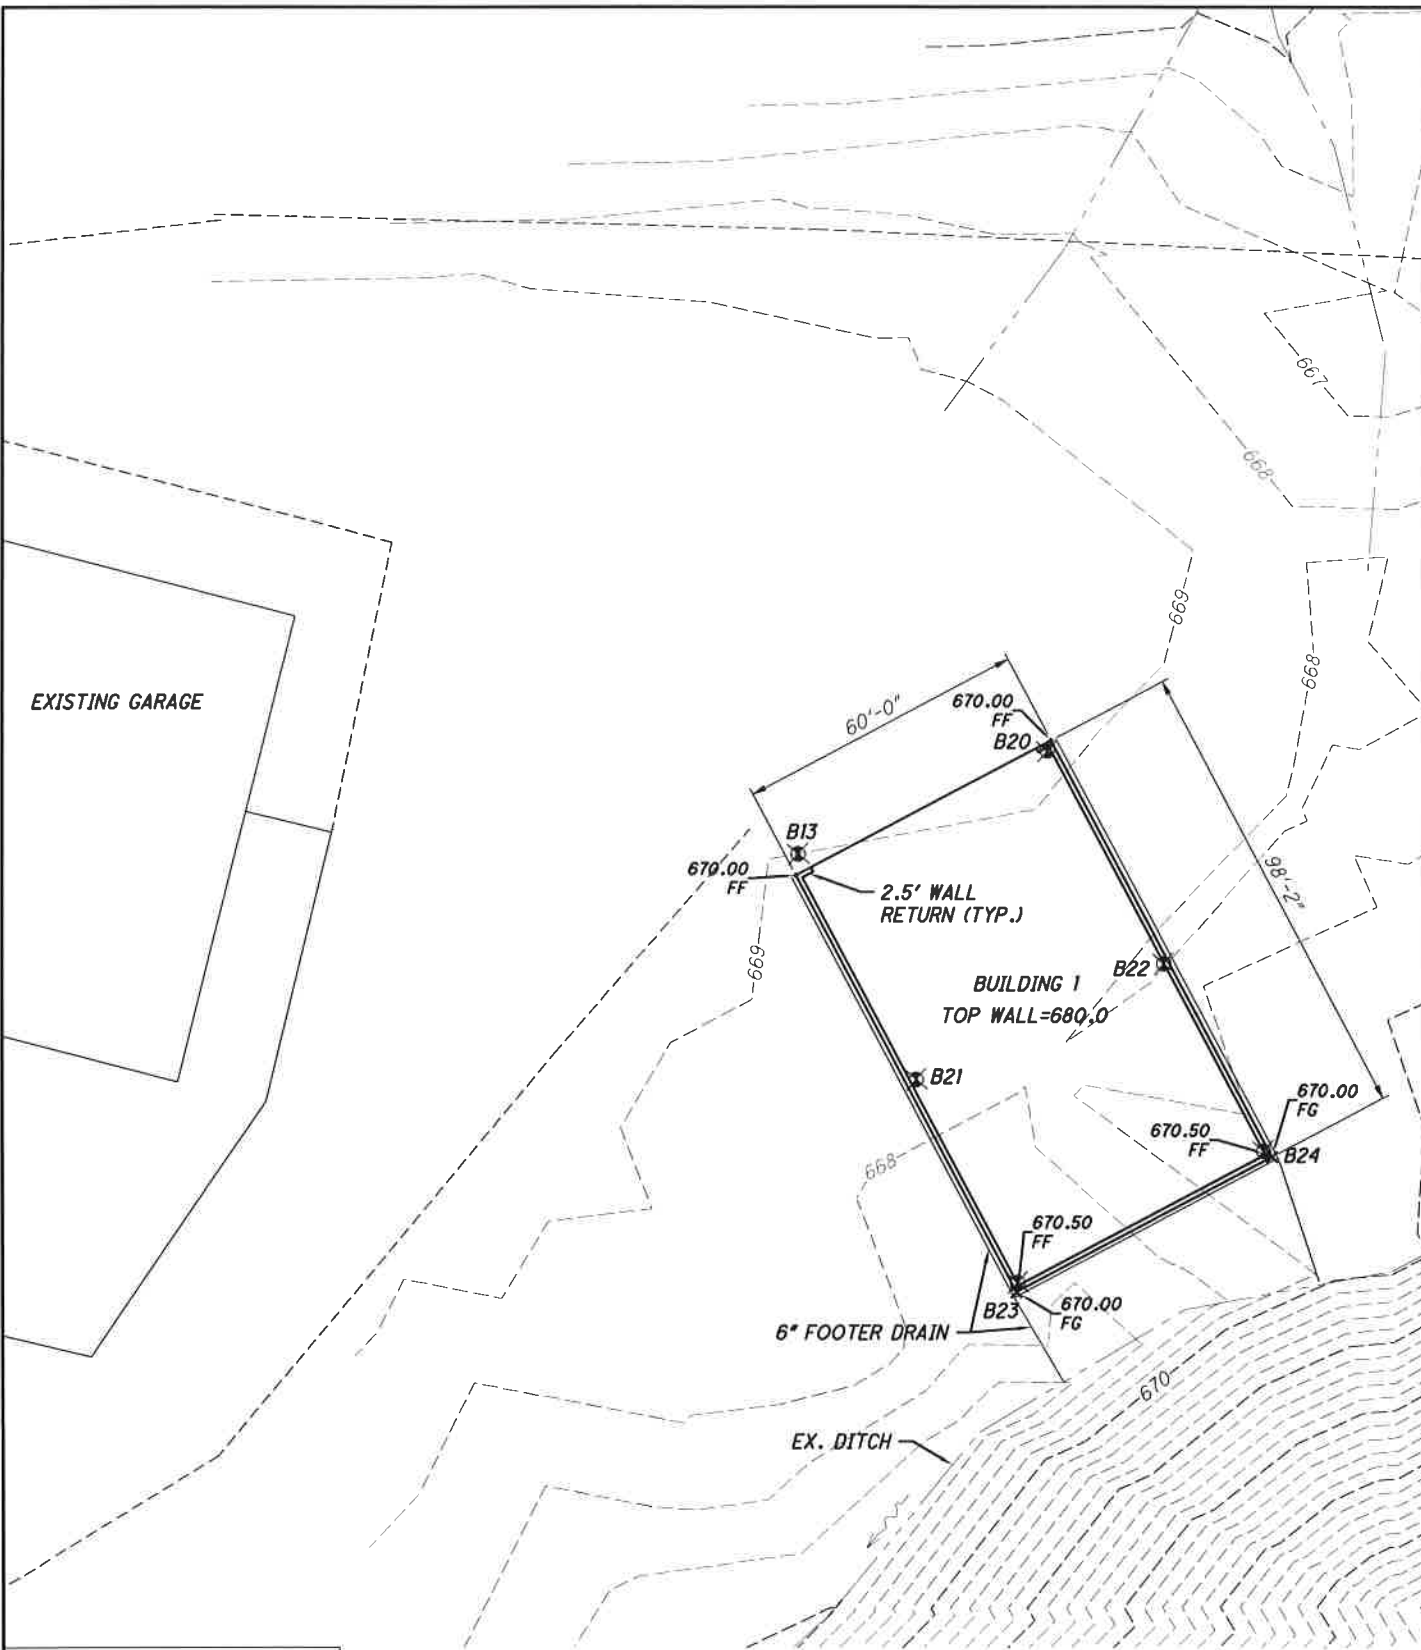 667
668
669
668
EXISTING GARAGE
60'-0"
670.00
FF
B20
B13
670.00
FF
2.5' WALL
RETURN (TYP.)
98'-2"
669
B22
BUILDING 1
TOP WALL=680.0
B21
670.00
FG
670.50
FF
B24
668
670.50
FF
B23
670.00
FG
6" FOOTER DRAIN
670
EX. DITCH